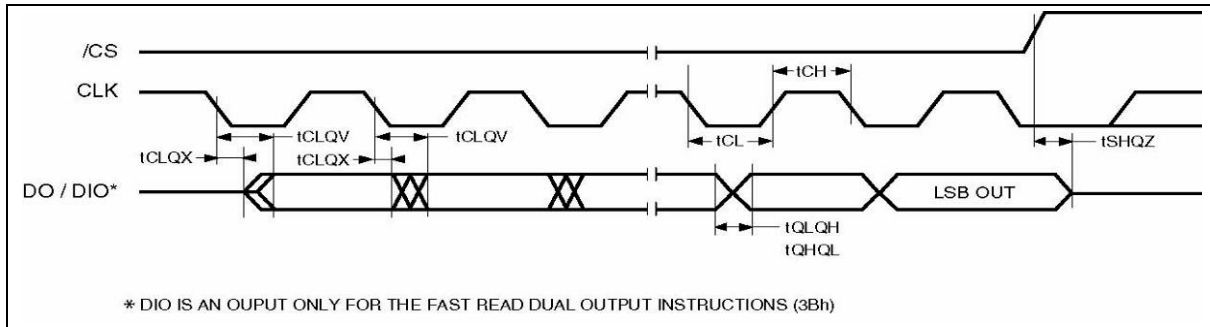 /CS
CLK
tCH
tCLQV
tCLQV
tCL
tSHQZ
tCLQX
tCLQX
DO / DIO*
LSB OUT
tQLQH
tQHQL
* DIO IS AN OUPUT ONLY FOR THE FAST READ DUAL OUTPUT INSTRUCTIONS (3Bh)